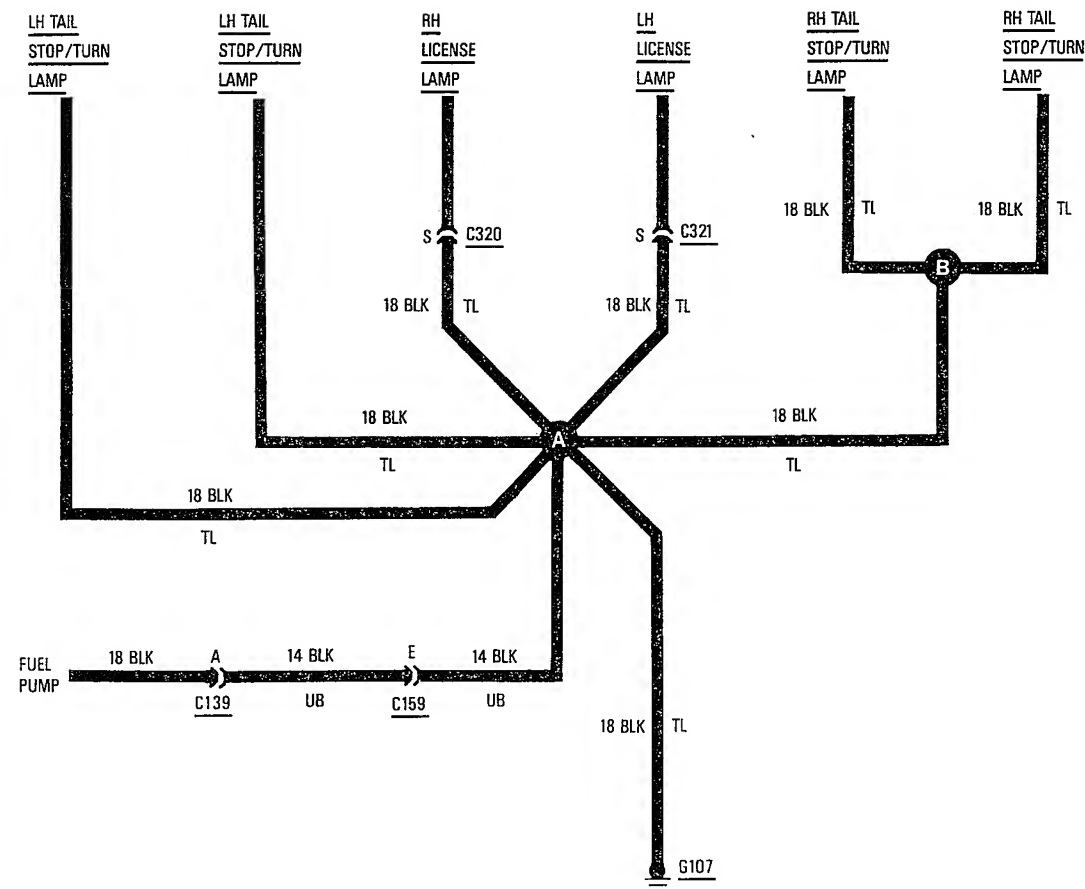 LH TAIL
STOP/TURN
LAMP
LH TAIL
STOP/TURN
LAMP
RH
LICENSE
LAMP
LH
LICENSE
LAMP
RH TAIL
STOP/TURN
LAMP
RH TAIL
STOP/TURN
LAMP
18 BLK TL
18 BLK TL
S C320
S C321
B
18 BLK TL
18 BLK TL
18 BLK
TL
A
18 BLK
TL
18 BLK
TL
FUEL
PUMP
18 BLK
A
C139
14 BLK
UB
E
C159
14 BLK
UB
18 BLK TL
G107